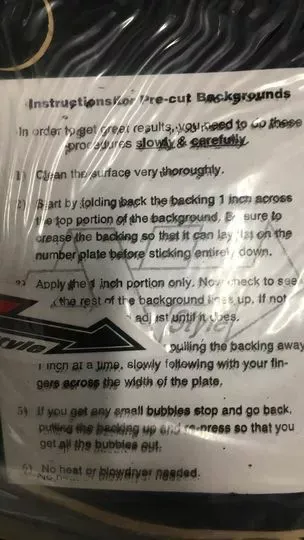 Instructions for Pre-cut Backgrounds
In order to get great results, you need to do these
procedures slowly & carefully.
1) Clean the surface very thoroughly.
2) Start by folding back the backing 1 inch across
the top portion of the background. Be sure to
crease the backing so that it can lay flat on the
number plate before sticking entirely down.
3) Apply the 1 inch portion only. Now check to see
the rest of the background lines up. If not
adjust until it does.
pulling the backing away
1 inch at a time, slowly following with your fin-
gers across the width of the plate.
5) If you get any small bubbles stop and go back,
pulling the backing up and re-press so that you
get all the bubbles out.
6) No heat or blowdryer needed.
Style